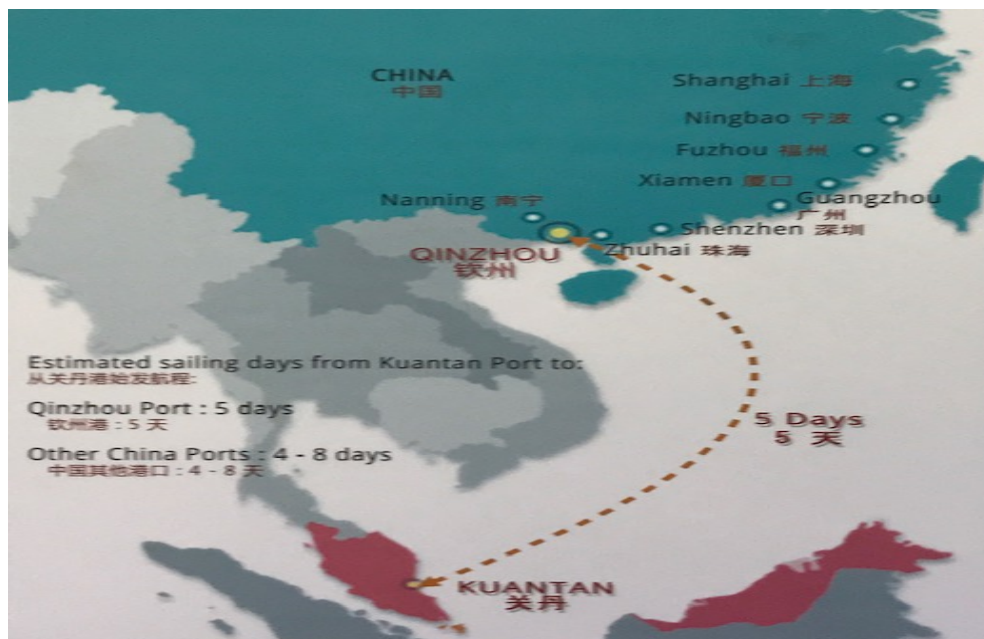 CHINA
中国
Shanghai 上海
Ningbao 宁波
Fuzhou 福州
Xiamen 厦口
Guangzhou
广州
Nanning 南宁
Shenzhen 深圳
QINZHOU
钦州
Zhuhai 珠海
Estimated sailing days from Kuantan Port to:
从关丹港始发航程:
Qinzhou Port : 5 days
钦州港 : 5 天
5 Days
5 天
Other China Ports : 4 - 8 days
中国其他港口 : 4 - 8 天
KUANTAN
关丹